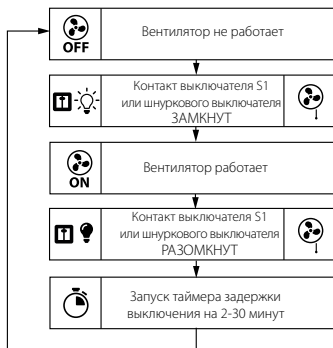 OFF
Вентилятор не работает
Контакт выключателя S1
или шнуркового выключателя
ЗАМКНУТ
ON
Вентилятор работает
Контакт выключателя S1
или шнуркового выключателя
РАЗОМКНУТ
Запуск таймера задержки
выключения на 2-30 минут